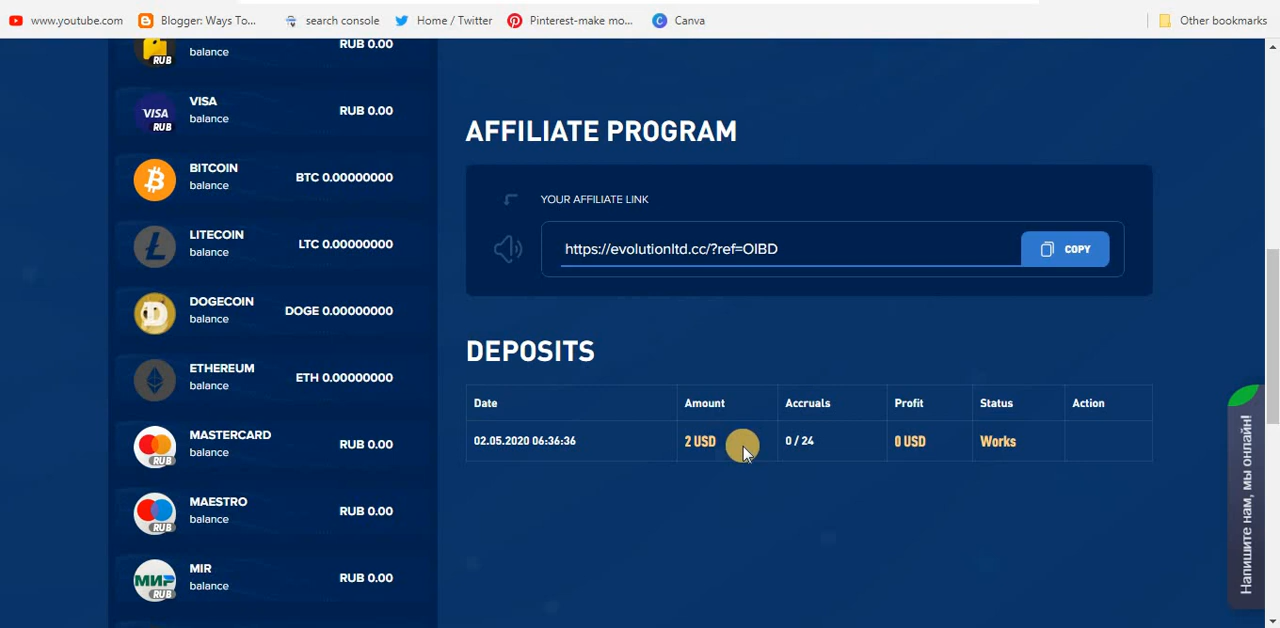 www.youtube.com Blogger: Ways To... search console Home / Twitter Pinterest-make mo... Canva Other bookmarks
RUB balance RUB 0.00
VISA RUB VISA balance RUB 0.00
BITCOIN balance BTC 0.00000000
LITECOIN balance LTC 0.00000000
DOGECOIN balance DOGE 0.00000000
ETHEREUM balance ETH 0.00000000
RUB MASTERCARD balance RUB 0.00
RUB MAESTRO balance RUB 0.00
МИР RUB MIR balance RUB 0.00
AFFILIATE PROGRAM
YOUR AFFILIATE LINK
https://evolutionltd.cc/?ref=OIBD COPY
DEPOSITS
Date Amount Accruals Profit Status Action
02.05.2020 06:36:36 2 USD 0 / 24 0 USD Works
Напишите нам, мы онлайн!